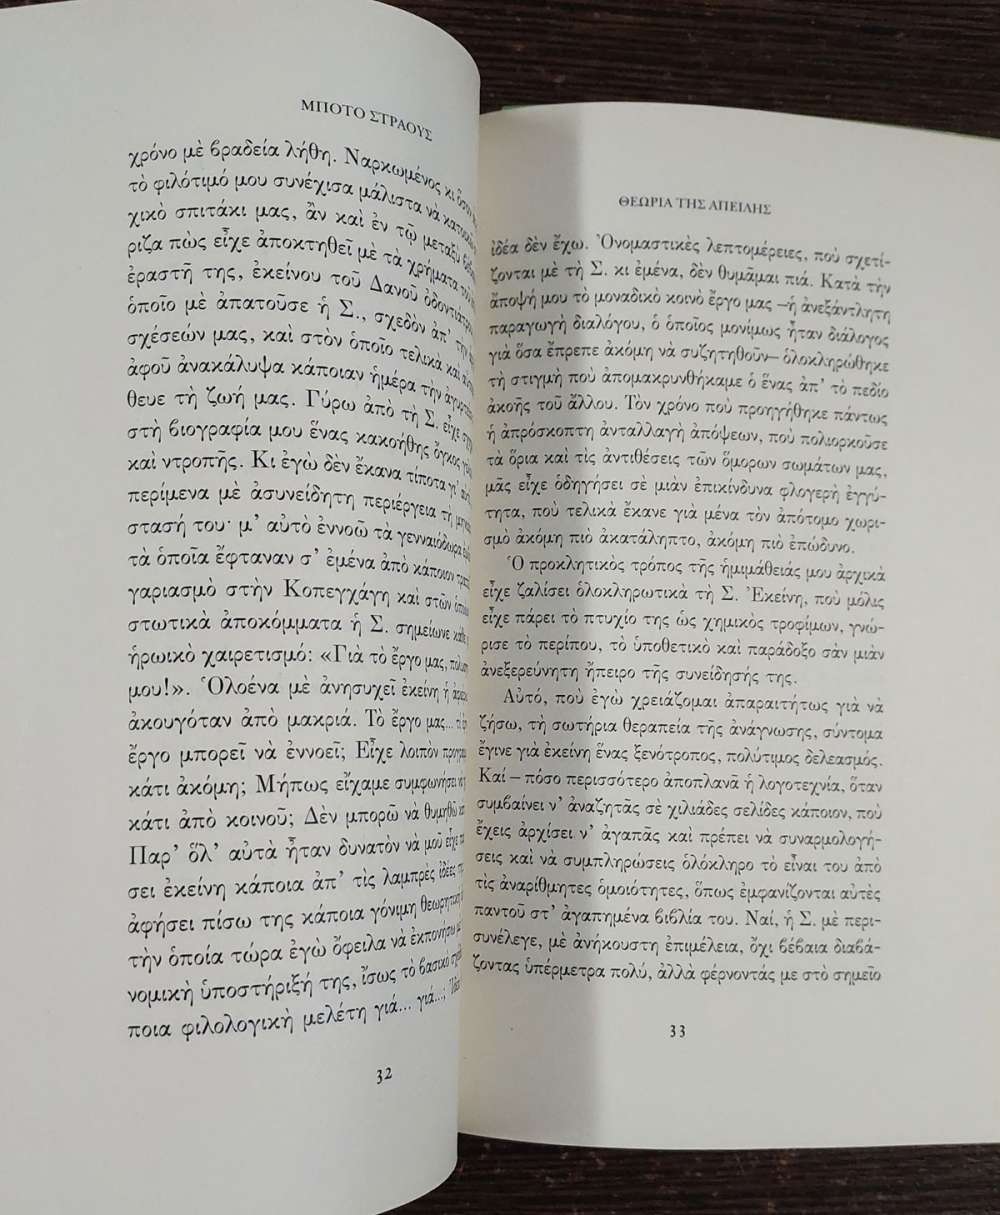 ΜΠΟΤΟ ΣΤΡΑΟΥΣ
χρόνο μὲ βραδεία λήθη. Ναρκωμένος κι
τὸ φιλότιμό μου συνέχισα μάλιστα νὰ
χικὸ σπιτάκι μας, ἂν καὶ ἐν τῷ μεταξὺ
ριζα πὼς εἶχε ἀποκτηθεῖ μὲ τὰ χρήματα
ἐραστῆ της, ἐκείνου τοῦ Δανοῦ
ὁποῖο μὲ ἀπατοῦσε ἡ Σ., σχεδὸν ἀπ’ τὴν
σχέσεών μας, καὶ στὸν ὁποῖο τελικὰ καὶ
ἀφοῦ ἀνακάλυψα κάποιαν ἡμέρα τὴν
θευε τὴ ζωή μας. Γύρω ἀπὸ τὴ Σ. εἶχε
στὴ βιογραφία μου ἕνας κακοήθης ὄγκος
καὶ ντροπῆς. Κι ἐγὼ δὲν ἔκανα τίποτα γι’
περίμενα μὲ ἀσυνείδητη περιέργεια τὴ
στασή του· μ’ αὐτὸ ἐννοῶ τὰ γενναιόδωρα
τὰ ὁποῖα ἔφταναν σ’ ἐμένα ἀπὸ κάποιον
γαριασμὸ στὴν Κοπεγχάγη καὶ στῶν
στωτικὰ ἀποκόμματα ἡ Σ. σημείωνε κάθε
ἡρωικὸ χαιρετισμό: «Γιὰ τὸ ἔργο μας,
μου!». Ὁλοένα μὲ ἀνησυχεῖ ἐκείνη ἡ
ἀκουγόταν ἀπὸ μακριά. Τὸ ἔργο μας...
ἔργο μπορεῖ νὰ ἐννοεῖ; Εἶχε λοιπὸν
κάτι ἀκόμη; Μήπως εἴχαμε συμφωνήσει
κάτι ἀπὸ κοινοῦ; Δὲν μπορῶ νὰ θυμηθῶ
Παρ’ ὅλ’ αὐτὰ ἦταν δυνατὸν νὰ μοῦ εἶχε
σει ἐκείνη κάποια ἀπ’ τὶς λαμπρὲς ἰδέες
ἀφήσει πίσω της κάποια γόνιμη
τὴν ὁποία τώρα ἐγὼ ὄφειλα νὰ ἐκπονήσω
νομικὴ ὑποστήριξή της, ἴσως τὸ βασικὸ
ποια φιλολογικὴ μελέτη γιά... γιά...;
32
ΘΕΩΡΙΑ ΤΗΣ ΑΠΕΙΛΗΣ
ἰδέα δὲν ἔχω. Ὀνομαστικὲς λεπτομέρειες, ποὺ σχετί-
ζονται μὲ τὴ Σ. κι ἐμένα, δὲν θυμᾶμαι πιά. Κατὰ τὴν
ἄποψή μου τὸ μοναδικὸ κοινὸ ἔργο μας –ἡ ἀνεξάντλητη
παραγωγὴ διαλόγου, ὁ ὁποῖος μονίμως ἦταν διάλογος
γιὰ ὅσα ἔπρεπε ἀκόμη νὰ συζητηθοῦν– ὁλοκληρώθηκε
τὴ στιγμὴ ποὺ ἀπομακρυνθήκαμε ὁ ἕνας ἀπ’ τὸ πεδίο
ἀκοῆς τοῦ ἄλλου. Τὸν χρόνο ποὺ προηγήθηκε πάντως
ἡ ἀπρόσκοπτη ἀνταλλαγὴ ἀπόψεων, ποὺ πολιορκοῦσε
τὰ ὅρια καὶ τὶς ἀντιθέσεις τῶν ὅμορων σωμάτων μας,
μᾶς εἶχε ὁδηγήσει σὲ μιὰν ἐπικίνδυνα φλογερὴ ἐγγύ-
τητα, ποὺ τελικὰ ἔκανε γιὰ μένα τὸν ἀπότομο χωρι-
σμὸ ἀκόμη πιὸ ἀκατάληπτο, ἀκόμη πιὸ ἐπώδυνο.
Ὁ προκλητικὸς τρόπος τῆς ἡμιμάθειάς μου ἀρχικὰ
εἶχε ζαλίσει ὁλοκληρωτικὰ τὴ Σ. Ἐκείνη, ποὺ μόλις
εἶχε πάρει τὸ πτυχίο της ὡς χημικὸς τροφίμων, γνώ-
ρισε τὸ περίπου, τὸ ὑποθετικὸ καὶ παράδοξο σὰν μιὰν
ἀνεξερεύνητη ἤπειρο τῆς συνείδησής της.
Αὐτό, ποὺ ἐγὼ χρειάζομαι ἀπαραιτήτως γιὰ νὰ
ζήσω, τὴ σωτήρια θεραπεία τῆς ἀνάγνωσης, σύντομα
ἔγινε γιὰ ἐκείνη ἕνας ξενότροπος, πολύτιμος δελεασμός.
Καί – πόσο περισσότερο ἀποπλανᾶ ἡ λογοτεχνία, ὅταν
συμβαίνει ν’ ἀναζητᾶς σὲ χιλιάδες σελίδες κάποιον, ποὺ
ἔχεις ἀρχίσει ν’ ἀγαπᾶς καὶ πρέπει νὰ συναρμολογή-
σεις καὶ νὰ συμπληρώσεις ὁλόκληρο τὸ εἶναι του ἀπὸ
τὶς ἀναρίθμητες ὁμοιότητες, ὅπως ἐμφανίζονται αὐτὲς
παντοῦ στ’ ἀγαπημένα βιβλία του. Ναί, ἡ Σ. μὲ περι-
συνέλεγε, μὲ ἀνήκουστη ἐπιμέλεια, ὄχι βέβαια διαβά-
ζοντας ὑπέρμετρα πολύ, ἀλλὰ φέρνοντάς με στὸ σημεῖο
33